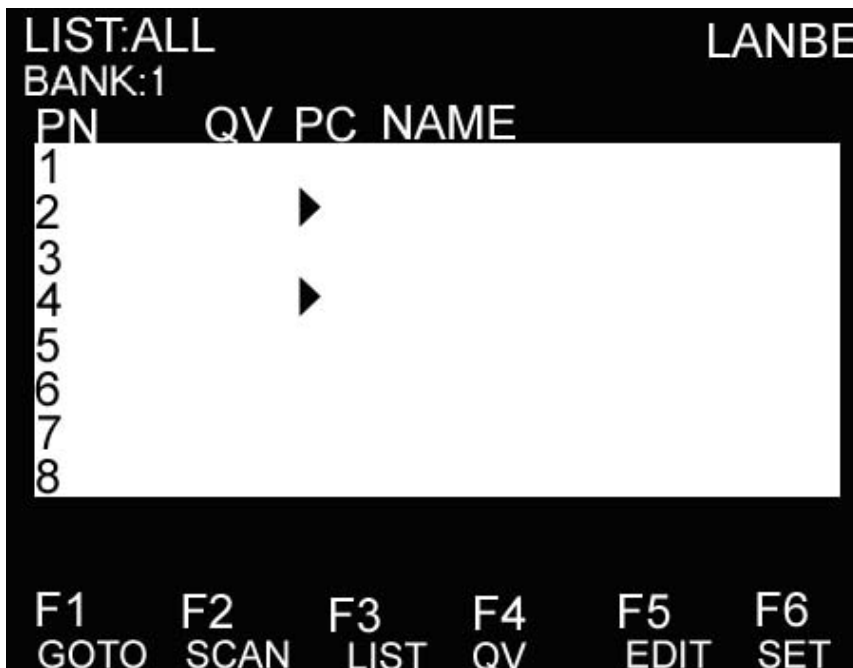 LIST:ALL LANBE
BANK:1
PN QV PC NAME
1
2
3
4
5
6
7
8
F1 F2 F3 F4 F5 F6
GOTO SCAN LIST QV EDIT SET